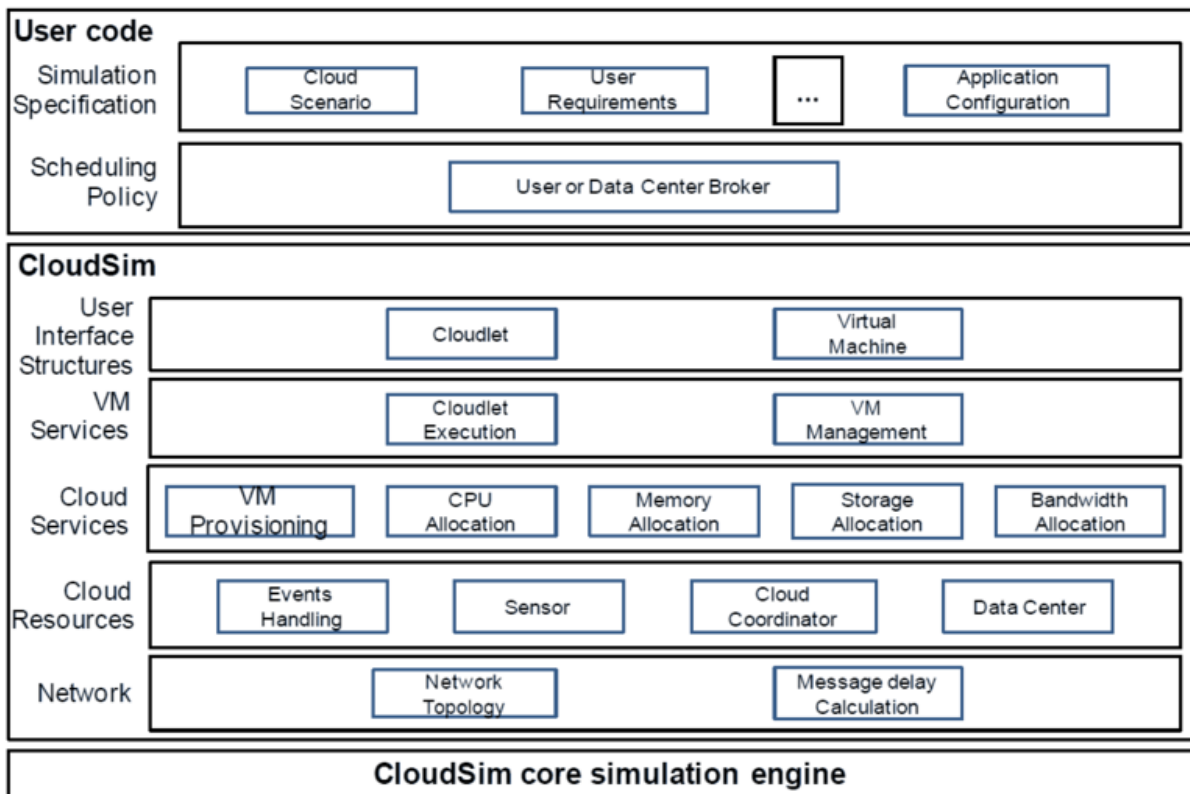 User code
Simulation
Specification
Cloud
Scenario
User
Requirements
...
Application
Configuration
Scheduling
Policy
User or Data Center Broker
CloudSim
User
Interface
Structures
Cloudlet
Virtual
Machine
VM
Services
Cloudlet
Execution
VM
Management
Cloud
Services
VM
Provisioning
CPU
Allocation
Memory
Allocation
Storage
Allocation
Bandwidth
Allocation
Cloud
Resources
Events
Handling
Sensor
Cloud
Coordinator
Data Center
Network
Network
Topology
Message delay
Calculation
CloudSim core simulation engine